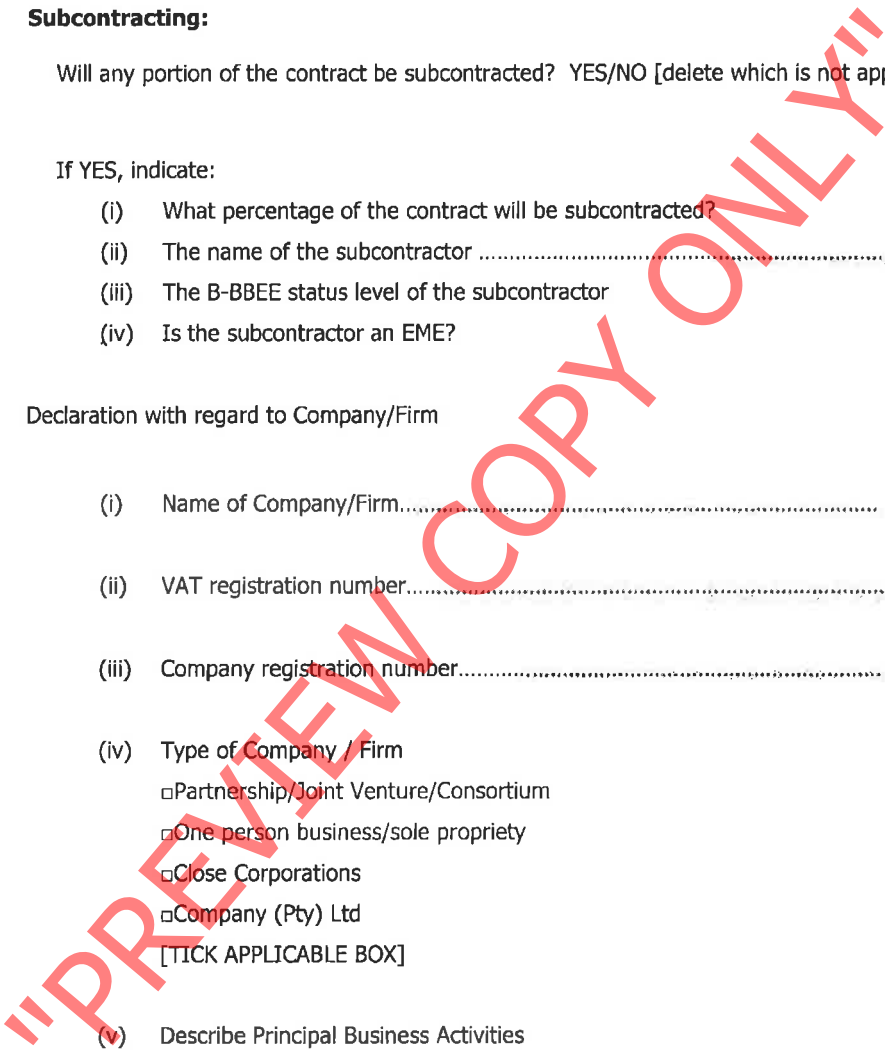 Subcontracting:
Will any portion of the contract be subcontracted? YES/NO [delete which is not
If YES, indicate:
(i) What percentage of the contract will be subcontracted?
(ii) The name of the subcontractor ................................................................
(iii) The B-BBEE status level of the subcontractor
(iv) Is the subcontractor an EME?
Declaration with regard to Company/Firm
(i) Name of Company/Firm................................................................
(ii) VAT registration number................................................................
(iii) Company registration number................................................................
(iv) Type of Company / Firm
□Partnership/Joint Venture/Consortium
□One person business/sole propriety
□Close Corporations
□Company (Pty) Ltd
[TICK APPLICABLE BOX]
(v) Describe Principal Business Activities
"PREVIEW COPY ONLY"